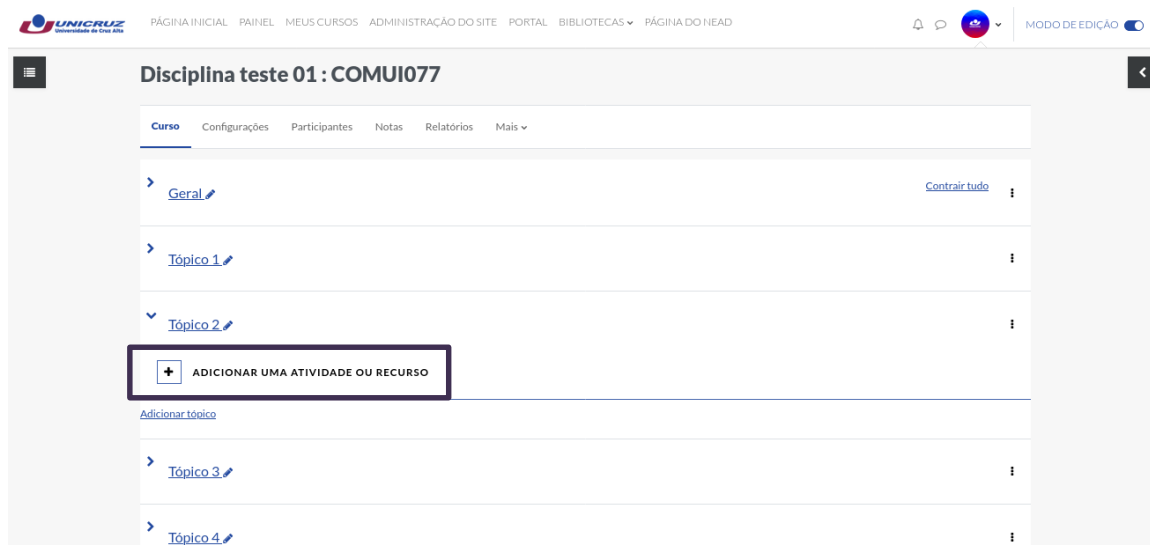 UNICRUZ
Universidade de Cruz Alta
PÁGINA INICIAL PAINEL MEUS CURSOS ADMINISTRAÇÃO DO SITE PORTAL BIBLIOTECAS PÁGINA DO NEAD
MODO DE EDIÇÃO
Disciplina teste 01 : COMUI077
Curso Configurações Participantes Notas Relatórios Mais
Geral
Contrair tudo
Tópico 1
Tópico 2
ADICIONAR UMA ATIVIDADE OU RECURSO
Adicionar tópico
Tópico 3
Tópico 4